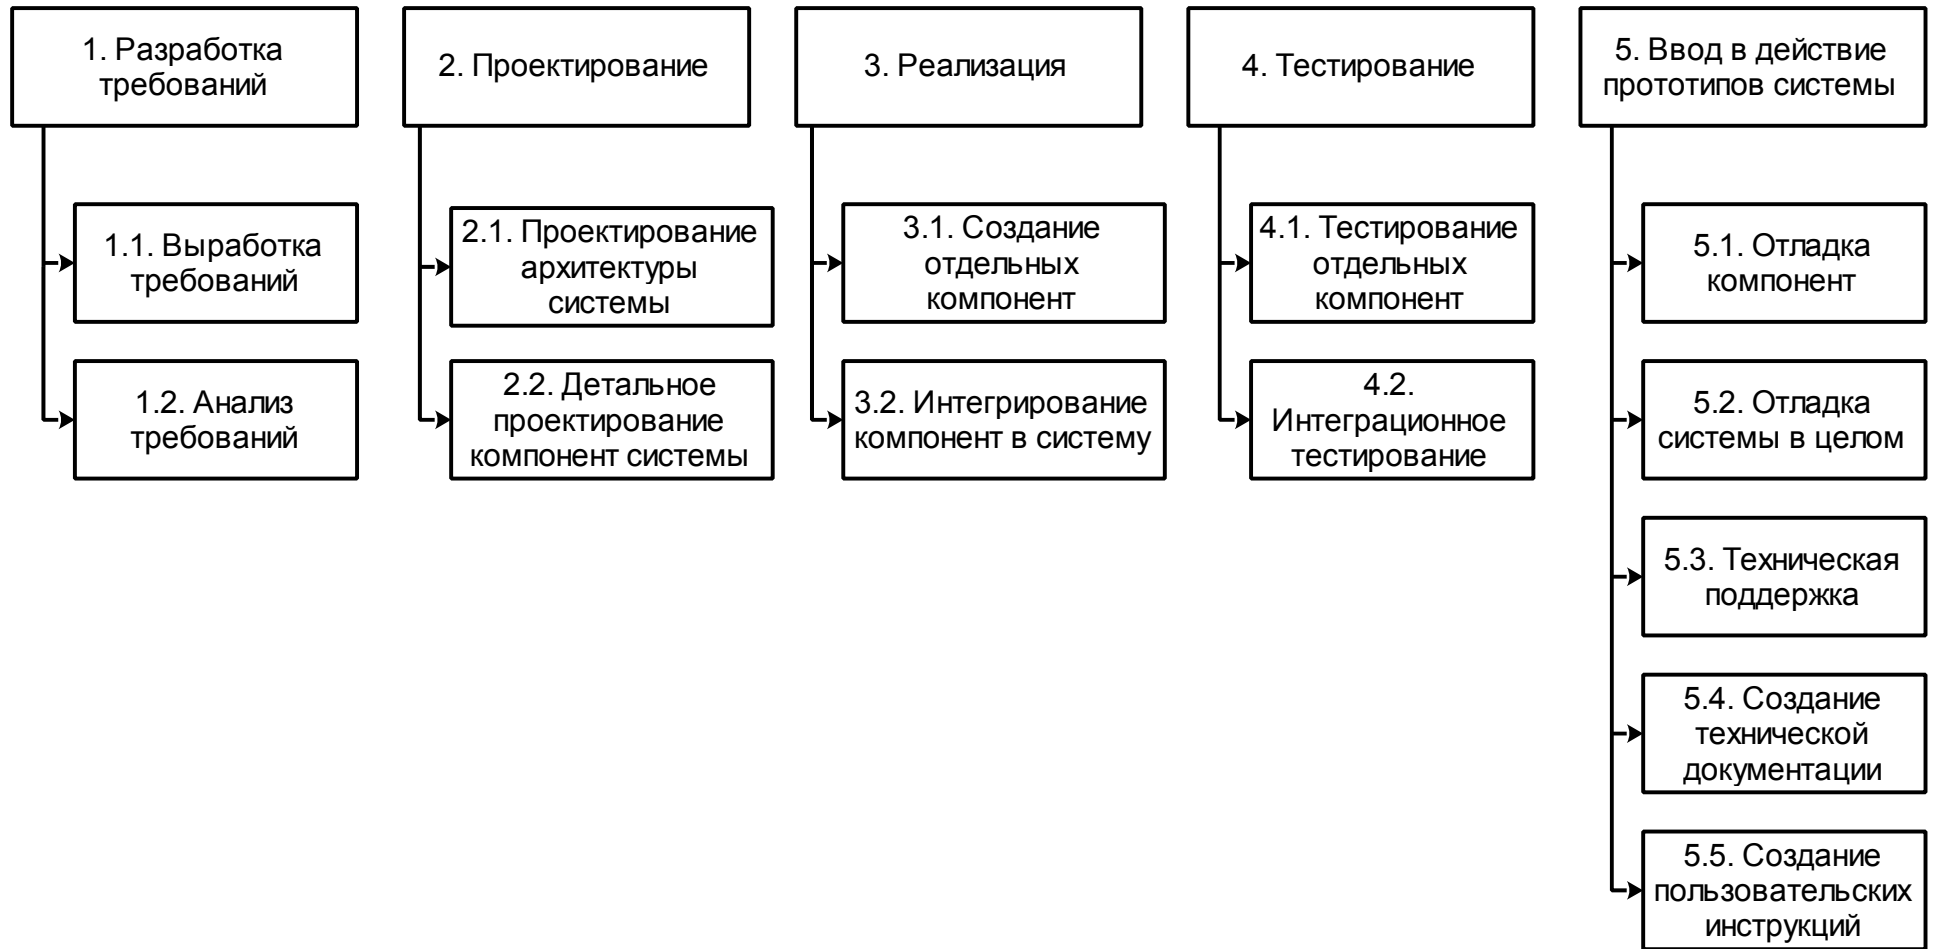 1. Разработка
требований
2. Проектирование
3. Реализация
4. Тестирование
5. Ввод в действие
прототипов системы
1.1. Выработка
требований
2.1. Проектирование
архитектуры
системы
3.1. Создание
отдельных
компонент
4.1. Тестирование
отдельных
компонент
5.1. Отладка
компонент
1.2. Анализ
требований
2.2. Детальное
проектирование
компонент системы
3.2. Интегрирование
компонент в систему
4.2.
Интеграционное
тестирование
5.2. Отладка
системы в целом
5.3. Техническая
поддержка
5.4. Создание
технической
документации
5.5. Создание
пользовательских
инструкций